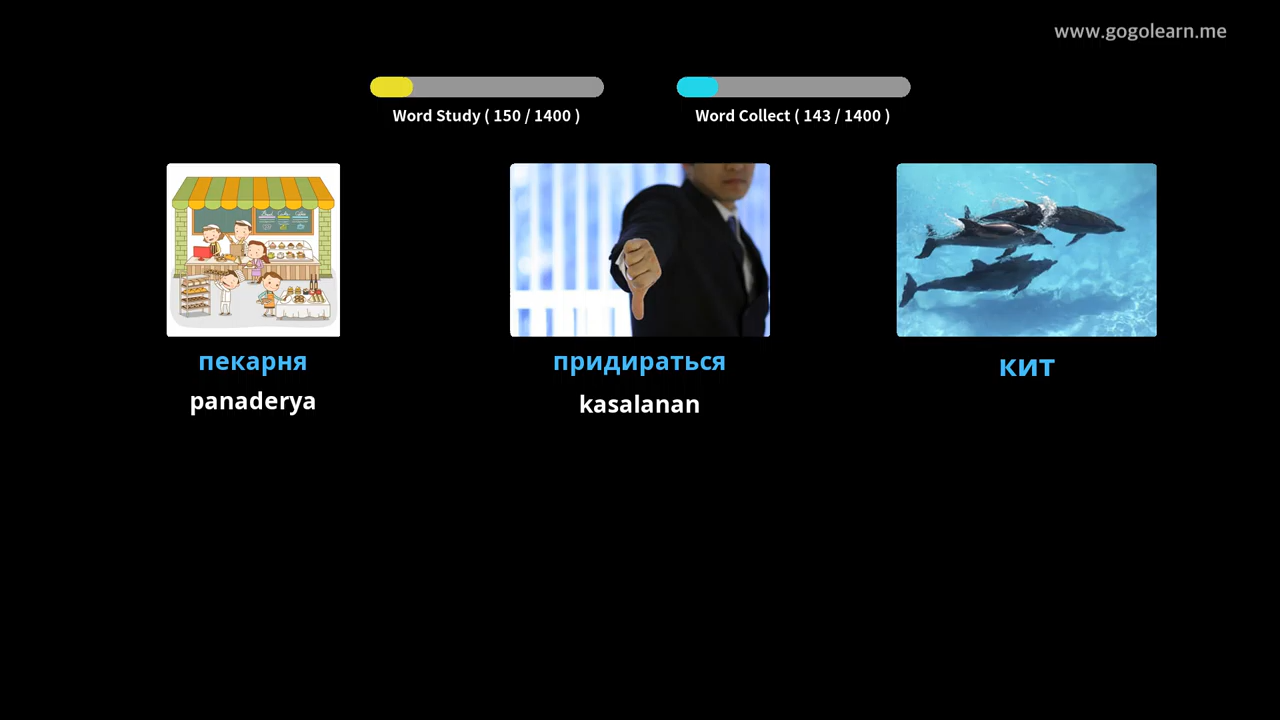 www.gogolearn.me
Word Study ( 150 / 1400 )
Word Collect ( 143 / 1400 )
пекарня
panaderya
придираться
kasalanan
кит